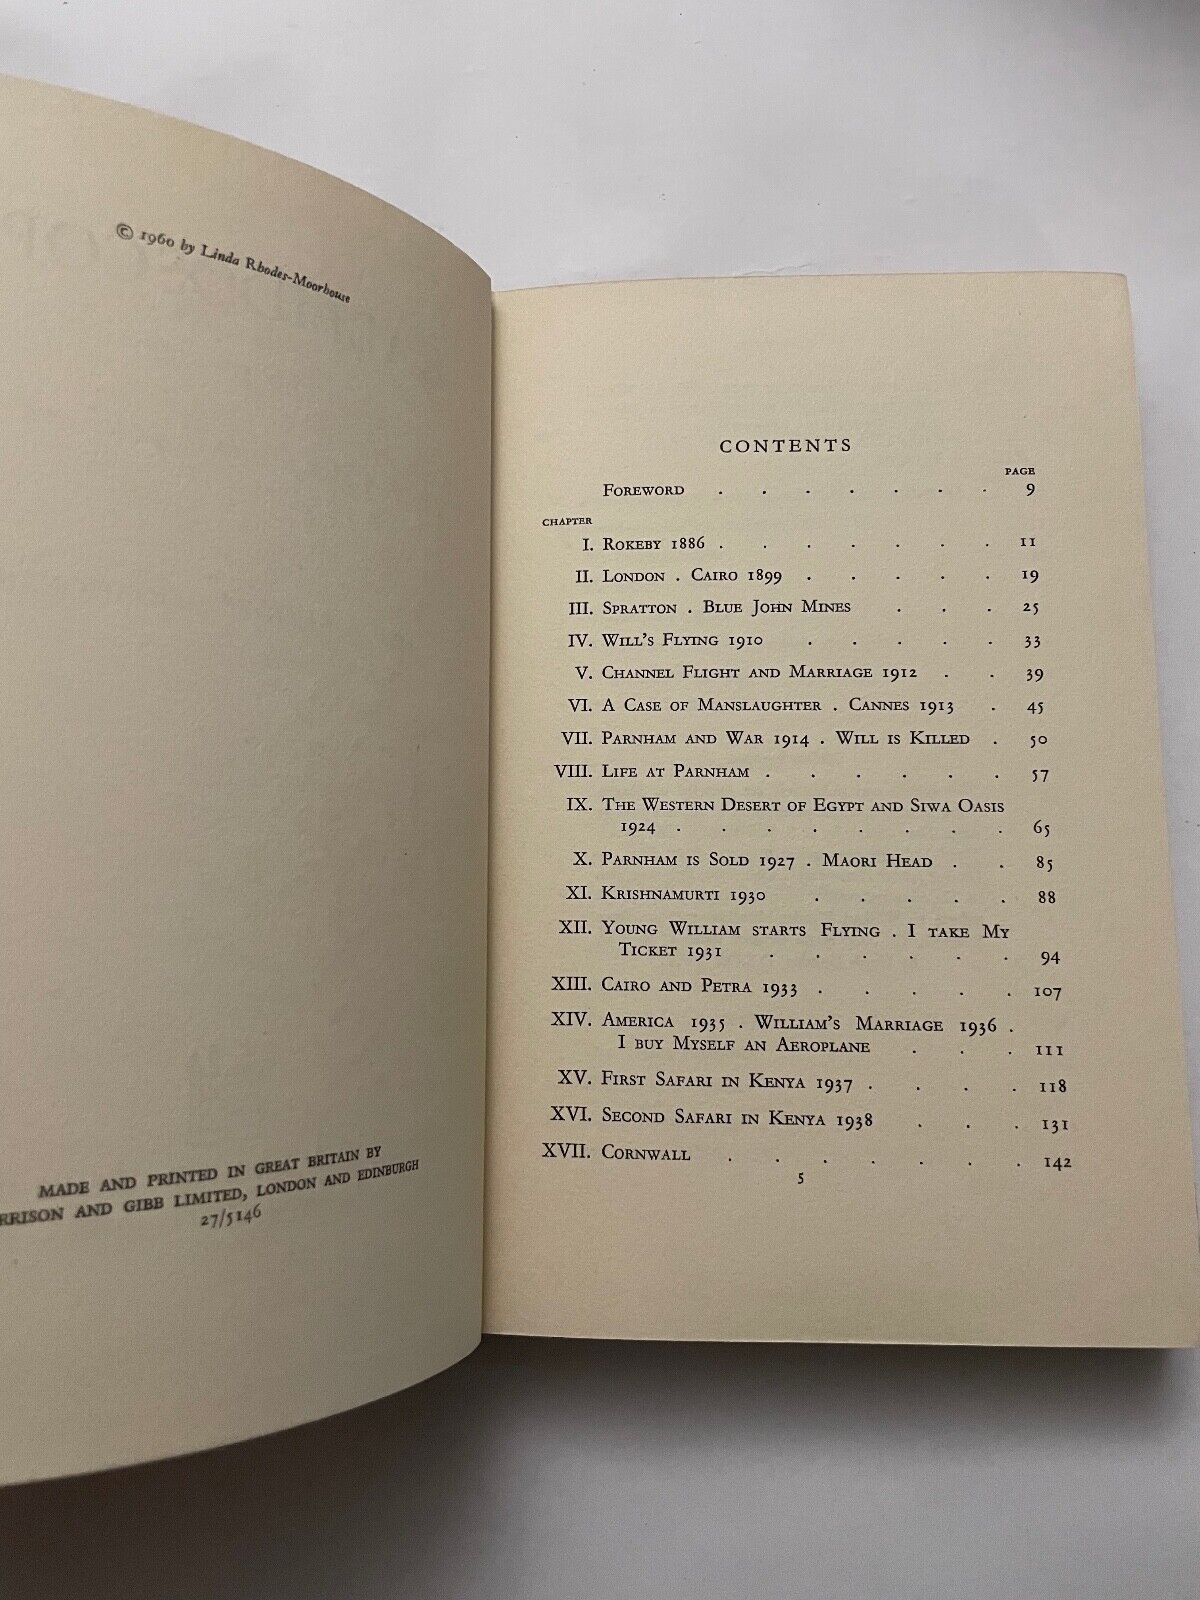 © 1960 by Linda Rhodes-Moorhouse
MADE AND PRINTED IN GREAT BRITAIN BY
RRISON AND GIBB LIMITED, LONDON AND EDINBURGH
27/5146
CONTENTS
PAGE
FOREWORD . . . . . . . 9
CHAPTER
I. ROKEBY 1886 . . . . . . . 11
II. LONDON . CAIRO 1899 . . . . . 19
III. SPRATTON . BLUE JOHN MINES . . . 25
IV. WILL'S FLYING 1910 . . . . . 33
V. CHANNEL FLIGHT AND MARRIAGE 1912 . . 39
VI. A CASE OF MANSLAUGHTER . CANNES 1913 . 45
VII. PARNHAM AND WAR 1914 . WILL IS KILLED . 50
VIII. LIFE AT PARNHAM . . . . . . 57
IX. THE WESTERN DESERT OF EGYPT AND SIWA OASIS
1924 . . . . . . . . 65
X. PARNHAM IS SOLD 1927 . MAORI HEAD . . 85
XI. KRISHNAMURTI 1930 . . . . . 88
XII. YOUNG WILLIAM STARTS FLYING . I TAKE MY
TICKET 1931 . . . . . . 94
XIII. CAIRO AND PETRA 1933 . . . . . 107
XIV. AMERICA 1935 . WILLIAM'S MARRIAGE 1936 .
I BUY MYSELF AN AEROPLANE . . . 111
XV. FIRST SAFARI IN KENYA 1937 . . . . 118
XVI. SECOND SAFARI IN KENYA 1938 . . . 131
XVII. CORNWALL . . . . . . . 142
5